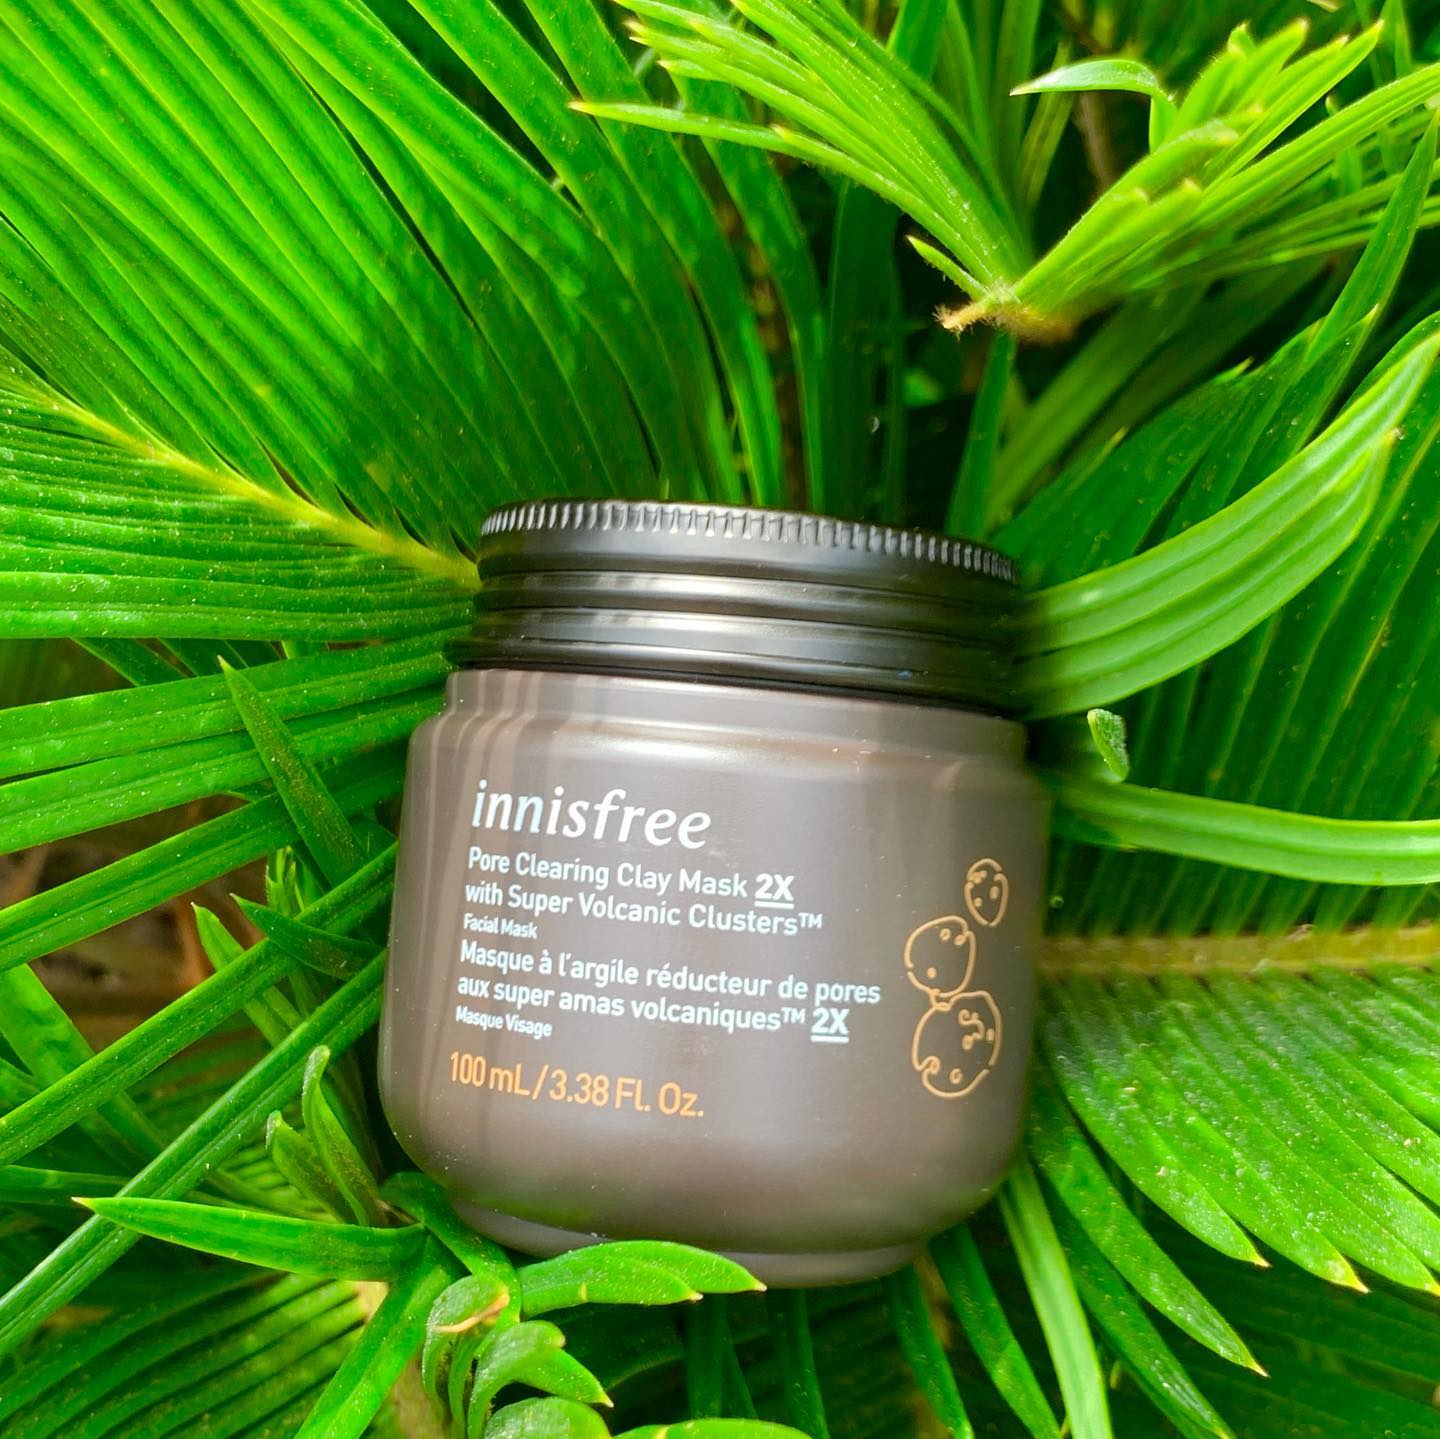 innisfree
Pore Clearing Clay Mask 2X
with Super Volcanic Clusters™
Facial Mask
Masque à l'argile réducteur de pores
aux super amas volcaniques™ 2X
Masque Visage
100 mL/3.38 Fl. Oz.